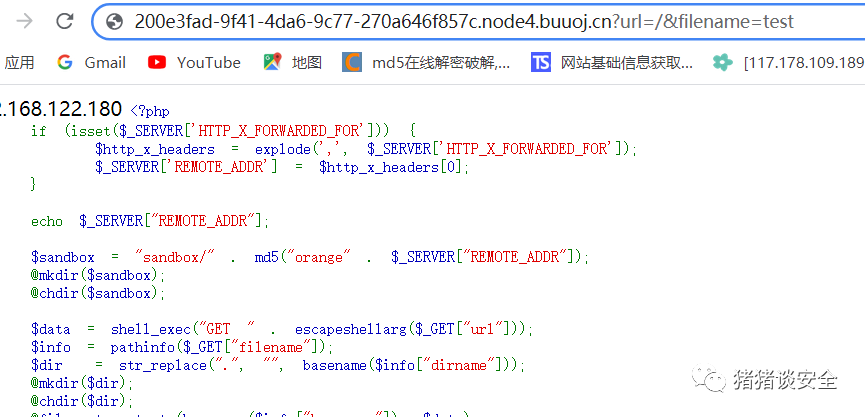 200e3fad-9f41-4da6-9c77-270a646f857c.node4.buuoj.cn?url=/&filename=test
应用 Gmail YouTube 地图 md5在线解密破解,... TS 网站基础信息获取... [117.178.109.189
.168.122.180 <?php
if (isset($_SERVER['HTTP_X_FORWARDED_FOR'])) {
$http_x_headers = explode(',', $_SERVER['HTTP_X_FORWARDED_FOR']);
$_SERVER['REMOTE_ADDR'] = $http_x_headers[0];
}
echo $_SERVER["REMOTE_ADDR"];
$sandbox = "sandbox/" . md5("orange" . $_SERVER["REMOTE_ADDR"]);
@mkdir($sandbox);
@chdir($sandbox);
$data = shell_exec("GET " . escapeshellarg($_GET["url"]));
$info = pathinfo($_GET["filename"]);
$dir = str_replace(".", "", basename($info["dirname"]));
@mkdir($dir);
@chdir($dir);
猪猪谈安全